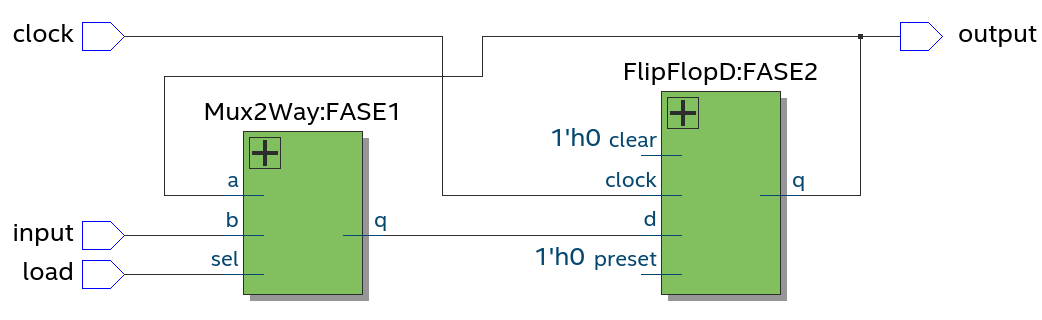 clock
output
FlipFlopD:FASE2
Mux2Way:FASE1
1'h0 clear
a
clock
q
input
b
q
d
load
sel
1'h0 preset